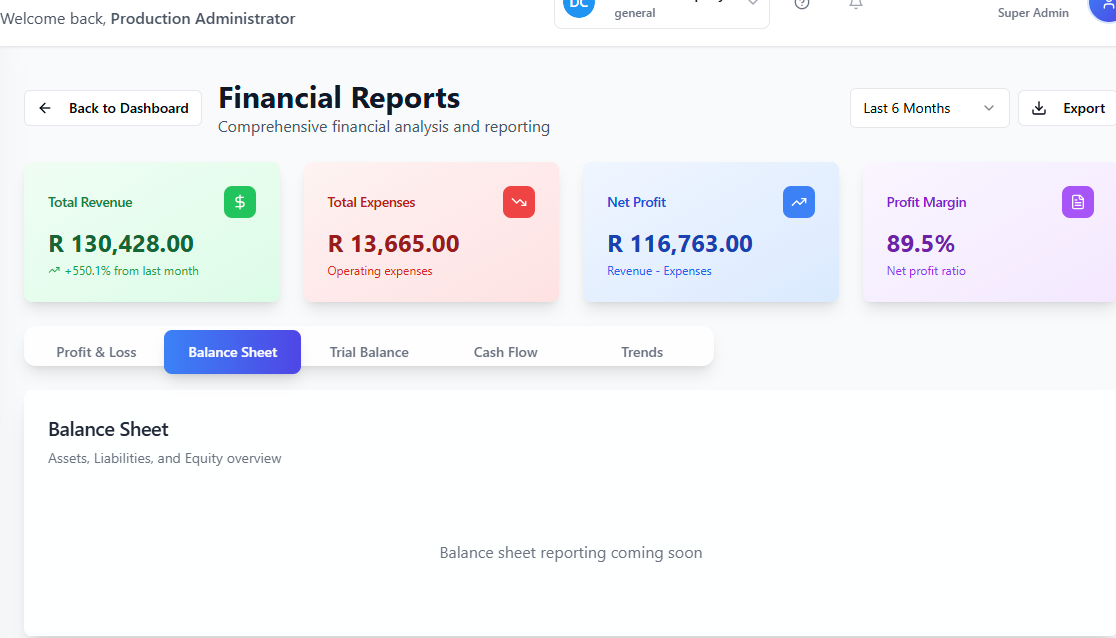 Welcome back, Production Administrator
DC
general
Super Admin
Back to Dashboard
Financial Reports
Comprehensive financial analysis and reporting
Last 6 Months
Export
Total Revenue
$
R 130,428.00
+550.1% from last month
Total Expenses
R 13,665.00
Operating expenses
Net Profit
R 116,763.00
Revenue - Expenses
Profit Margin
89.5%
Net profit ratio
Profit & Loss
Balance Sheet
Trial Balance
Cash Flow
Trends
Balance Sheet
Assets, Liabilities, and Equity overview
Balance sheet reporting coming soon